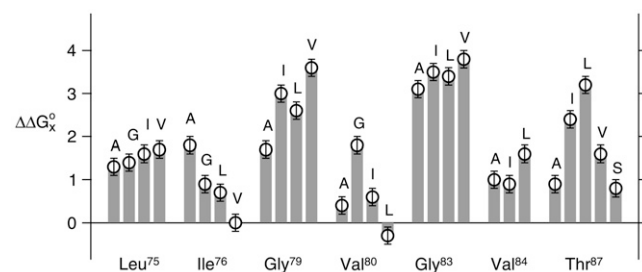 4
3
2
1
0
ΔΔG°x
A G I V
A G L V
A I L V
A G I L
A I L V
A I L
A I L V S
Leu75 Ile76 Gly79 Val80 Gly83 Val84 Thr87